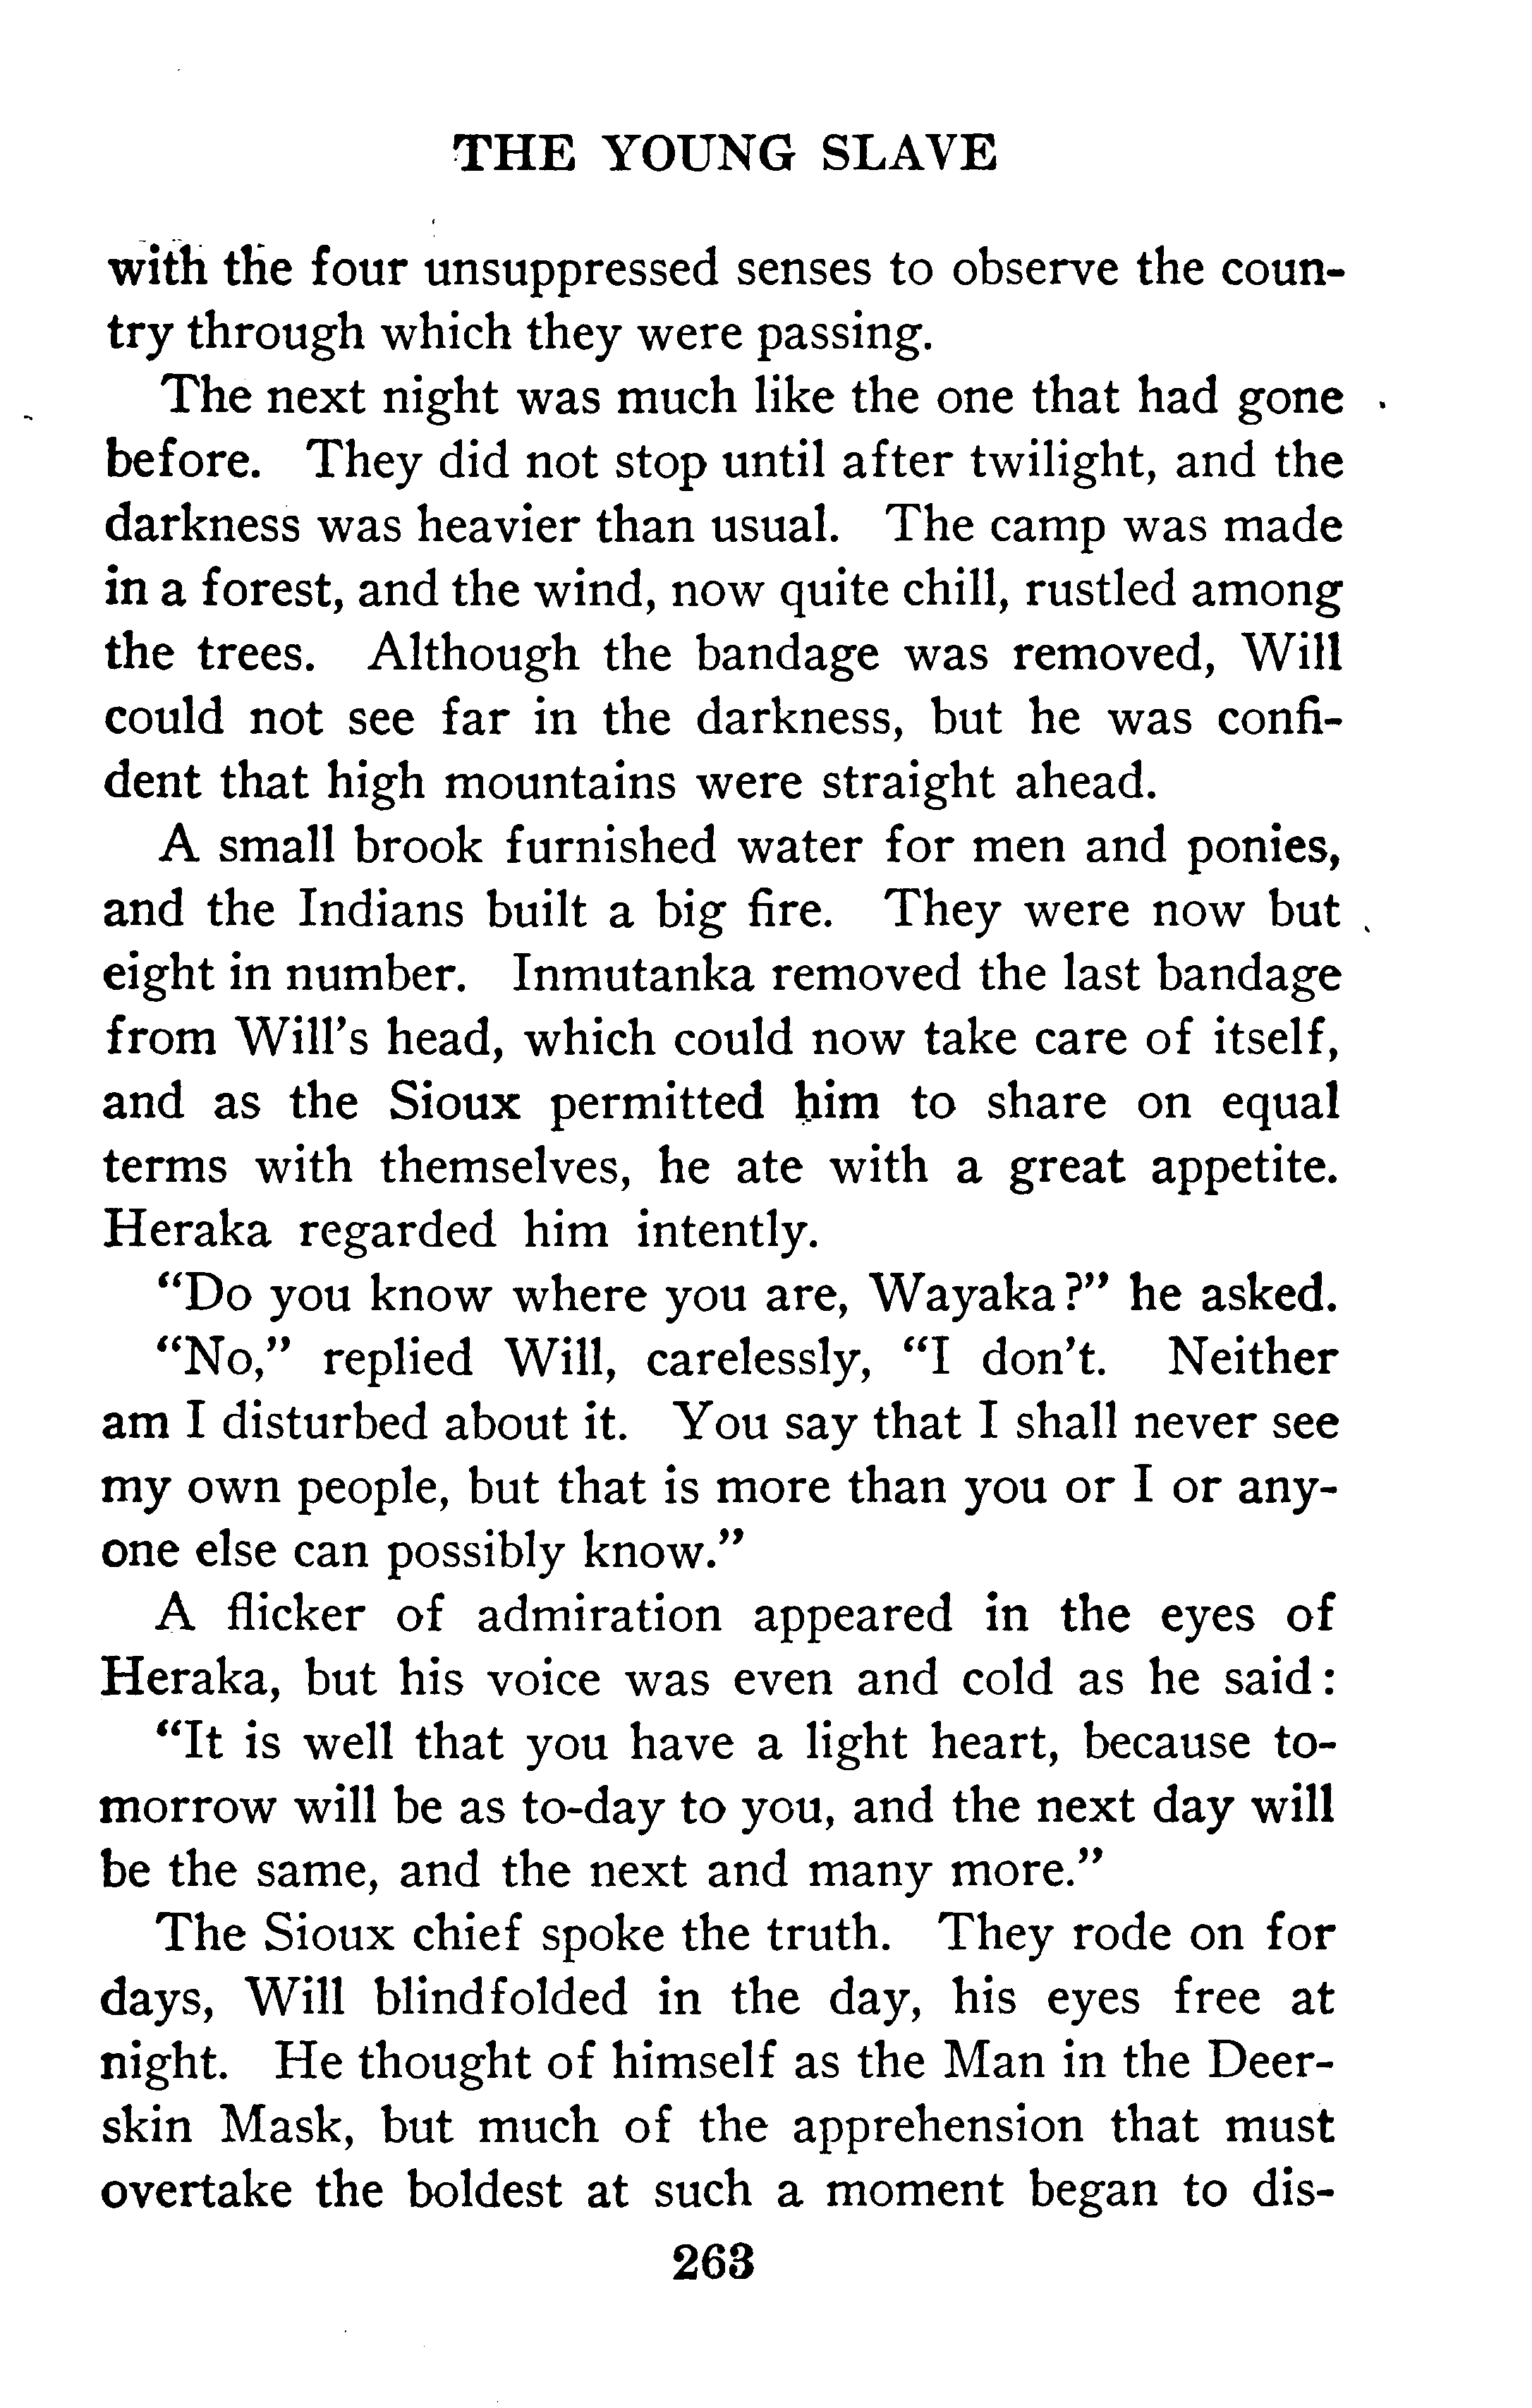 THE YOUNG SLAVE
with the four unsuppressed senses to observe the coun-
try through which they were passing.
The next night was much like the one that had gone
before. They did not stop until after twilight, and the
darkness was heavier than usual. The camp was made
in a forest, and the wind, now quite chill, rustled among
the trees. Although the bandage was removed, Will
could not see far in the darkness, but he was confi-
dent that high mountains were straight ahead.
A small brook furnished water for men and ponies,
and the Indians built a big fire. They were now but
eight in number. Inmutanka removed the last bandage
from Will's head, which could now take care of itself,
and as the Sioux permitted him to share on equal
terms with themselves, he ate with a great appetite.
Heraka regarded him intently.
"Do you know where you are, Wayaka?" he asked.
"No," replied Will, carelessly, "I don't. Neither
am I disturbed about it. You say that I shall never see
my own people, but that is more than you or I or any-
one else can possibly know."
A flicker of admiration appeared in the eyes of
Heraka, but his voice was even and cold as he said:
"It is well that you have a light heart, because to-
morrow will be as to-day to you, and the next day will
be the same, and the next and many more."
The Sioux chief spoke the truth. They rode on for
days, Will blindfolded in the day, his eyes free at
night. He thought of himself as the Man in the Deer-
skin Mask, but much of the apprehension that must
overtake the boldest at such a moment began to dis-
263